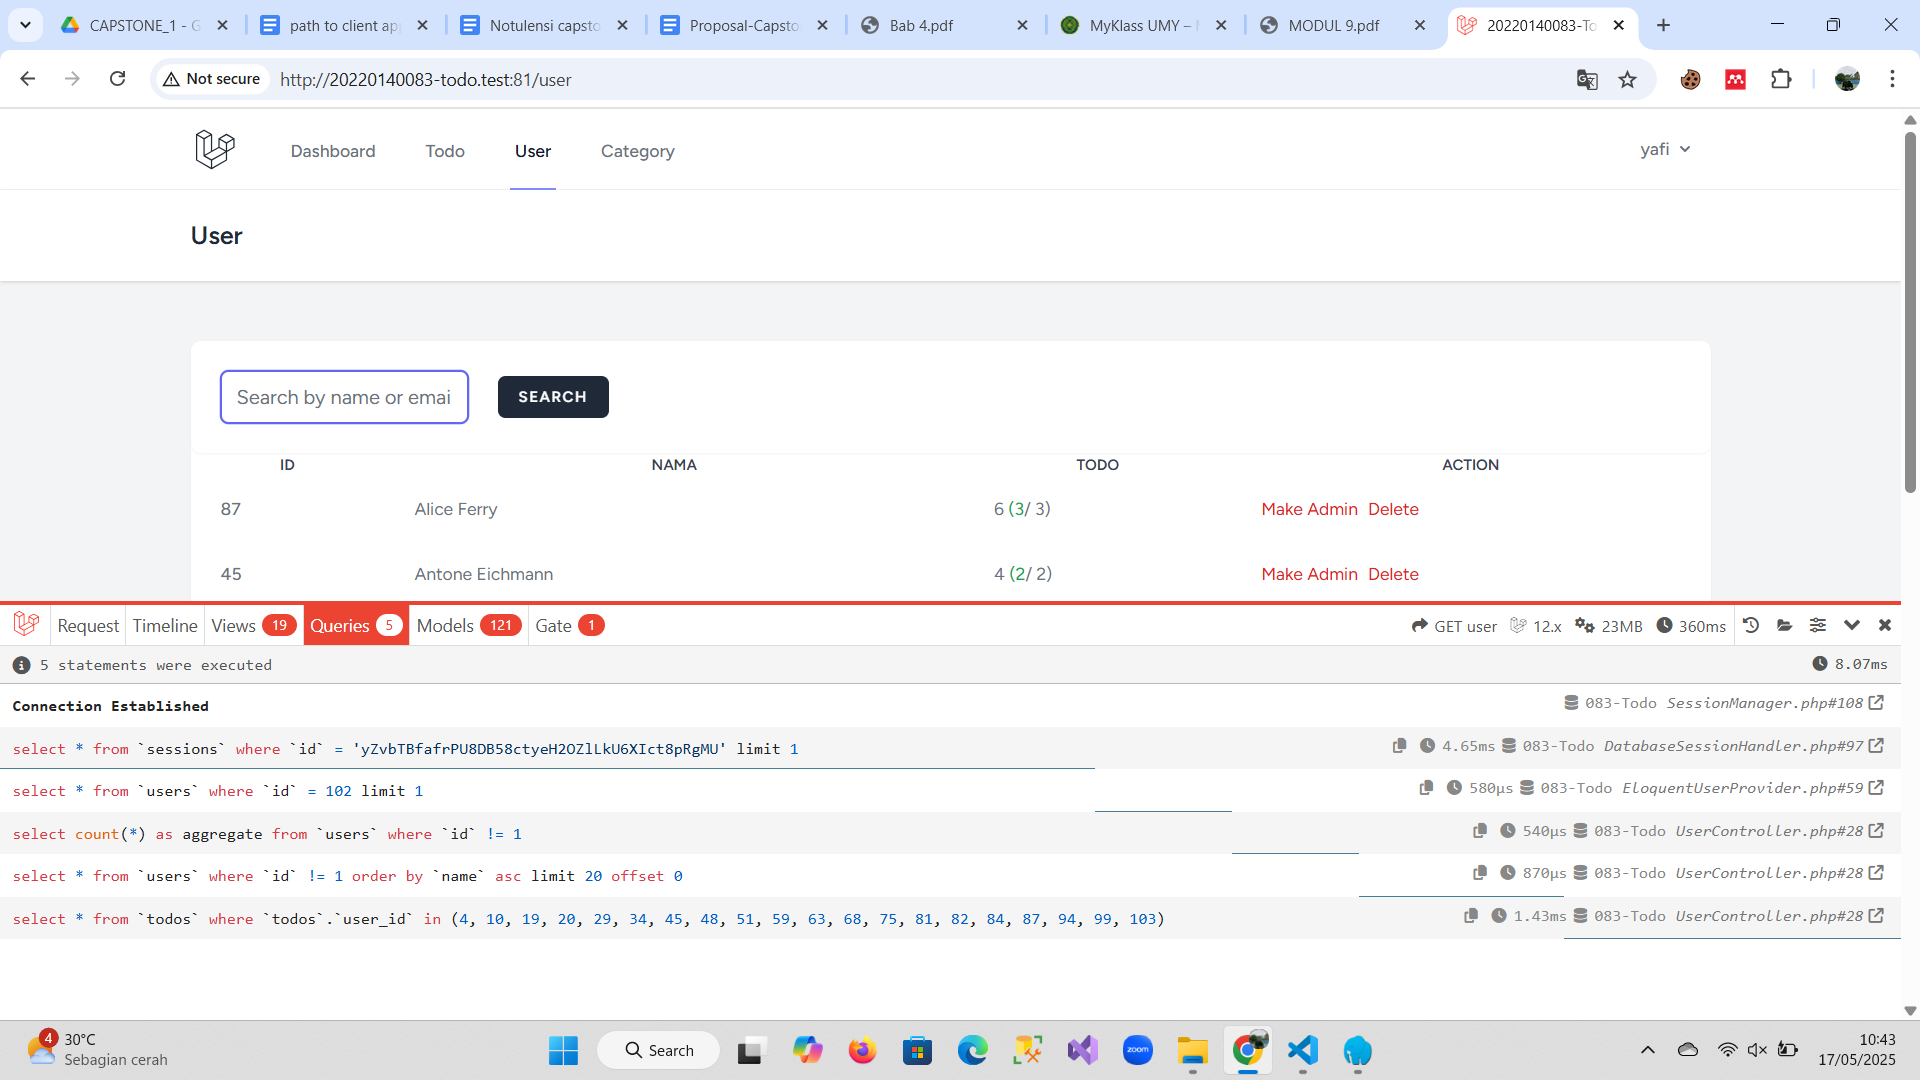 CAPSTONE_1 - G
path to client ap
Notulensi capsto
Proposal-Capsto
Bab 4.pdf
MyKlass UMY –
MODUL 9.pdf
20220140083-To
Not secure
http://20220140083-todo.test:81/user
Dashboard
Todo
User
Category
yafi
User
Search by name or emai
SEARCH
ID NAMA TODO ACTION
87 Alice Ferry 6 (3/ 3) Make Admin Delete
45 Antone Eichmann 4 (2/ 2) Make Admin Delete
Request Timeline Views 19 Queries 5 Models 121 Gate 1 GET user 12.x 23MB 360ms
5 statements were executed 8.07ms
Connection Established 083-Todo SessionManager.php#108
select * from `sessions` where `id` = 'yZvbTBfafrPU8DB58ctyeH2OZlLkU6XIct8pRgMU' limit 1 4.65ms 083-Todo DatabaseSessionHandler.php#97
select * from `users` where `id` = 102 limit 1 580μs 083-Todo EloquentUserProvider.php#59
select count(*) as aggregate from `users` where `id` != 1 540μs 083-Todo UserController.php#28
select * from `users` where `id` != 1 order by `name` asc limit 20 offset 0 870μs 083-Todo UserController.php#28
select * from `todos` where `todos`.`user_id` in (4, 10, 19, 20, 29, 34, 45, 48, 51, 59, 63, 68, 75, 81, 82, 84, 87, 94, 99, 103) 1.43ms 083-Todo UserController.php#28
4
30°C
Sebagian cerah
Search
zoom
10:43
17/05/2025